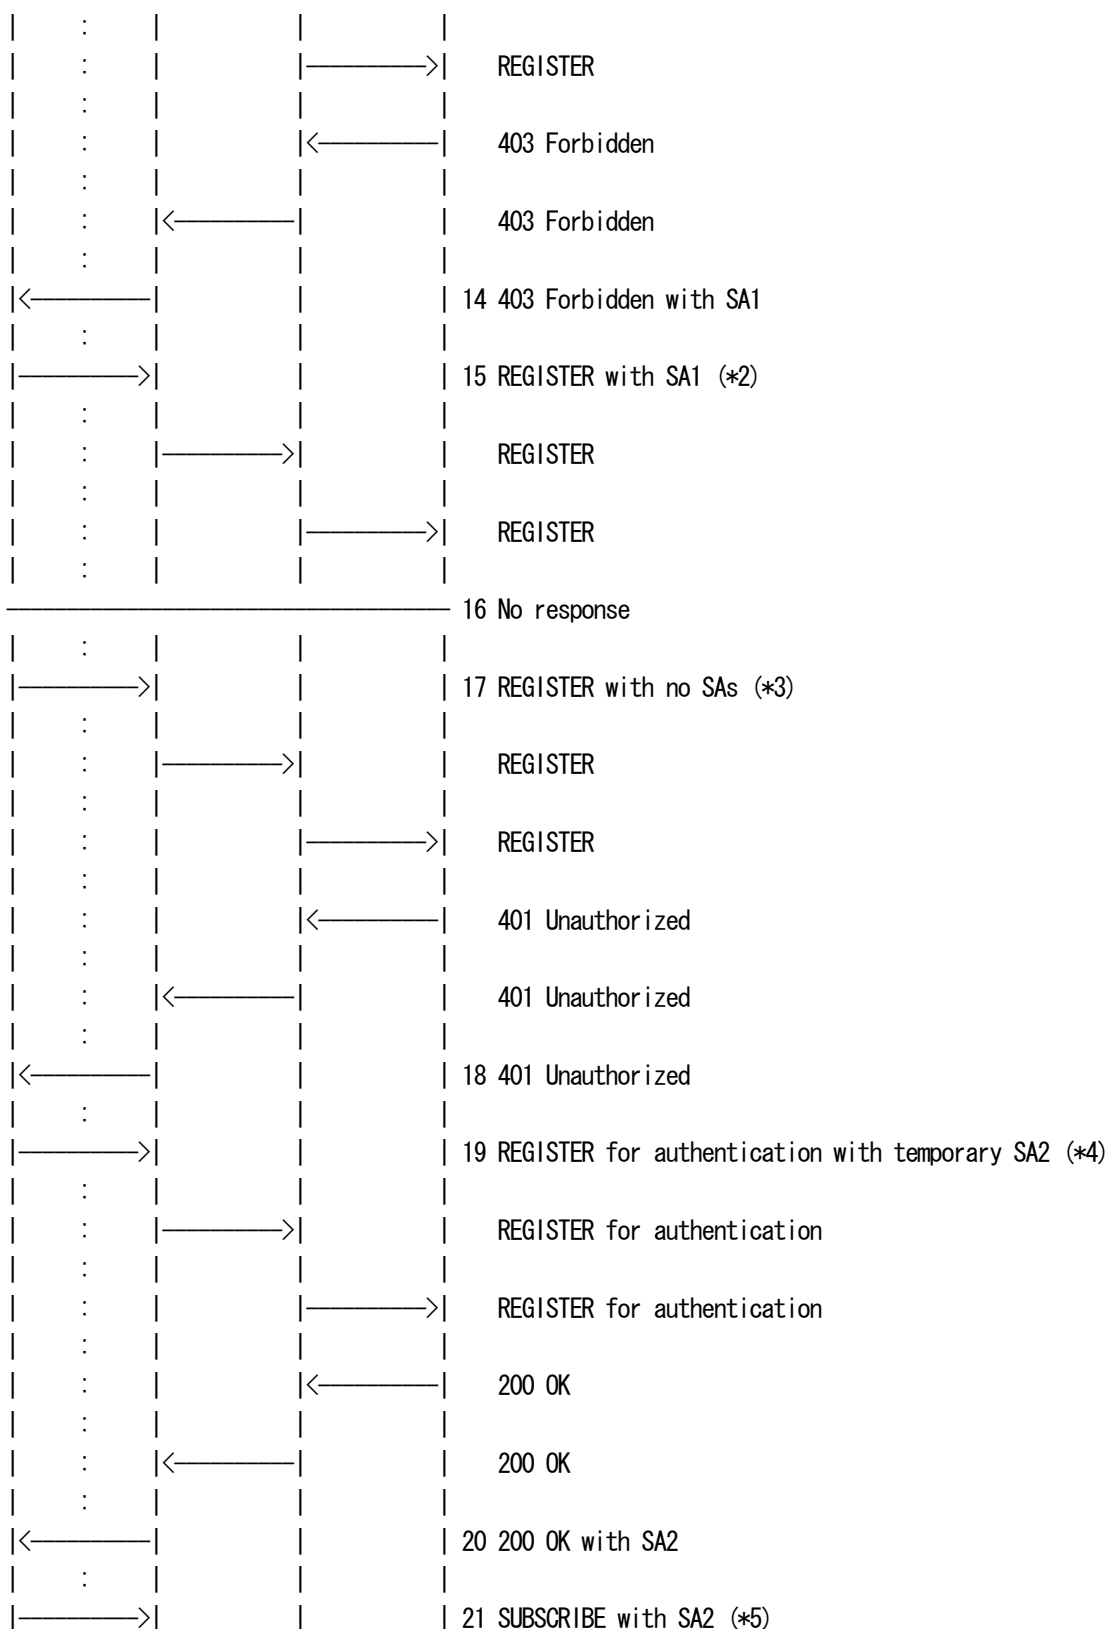 REGISTER
403 Forbidden
403 Forbidden
14 403 Forbidden with SA1
15 REGISTER with SA1 (*2)
REGISTER
REGISTER
16 No response
17 REGISTER with no SAs (*3)
REGISTER
REGISTER
401 Unauthorized
401 Unauthorized
18 401 Unauthorized
19 REGISTER for authentication with temporary SA2 (*4)
REGISTER for authentication
REGISTER for authentication
200 OK
200 OK
20 200 OK with SA2
21 SUBSCRIBE with SA2 (*5)